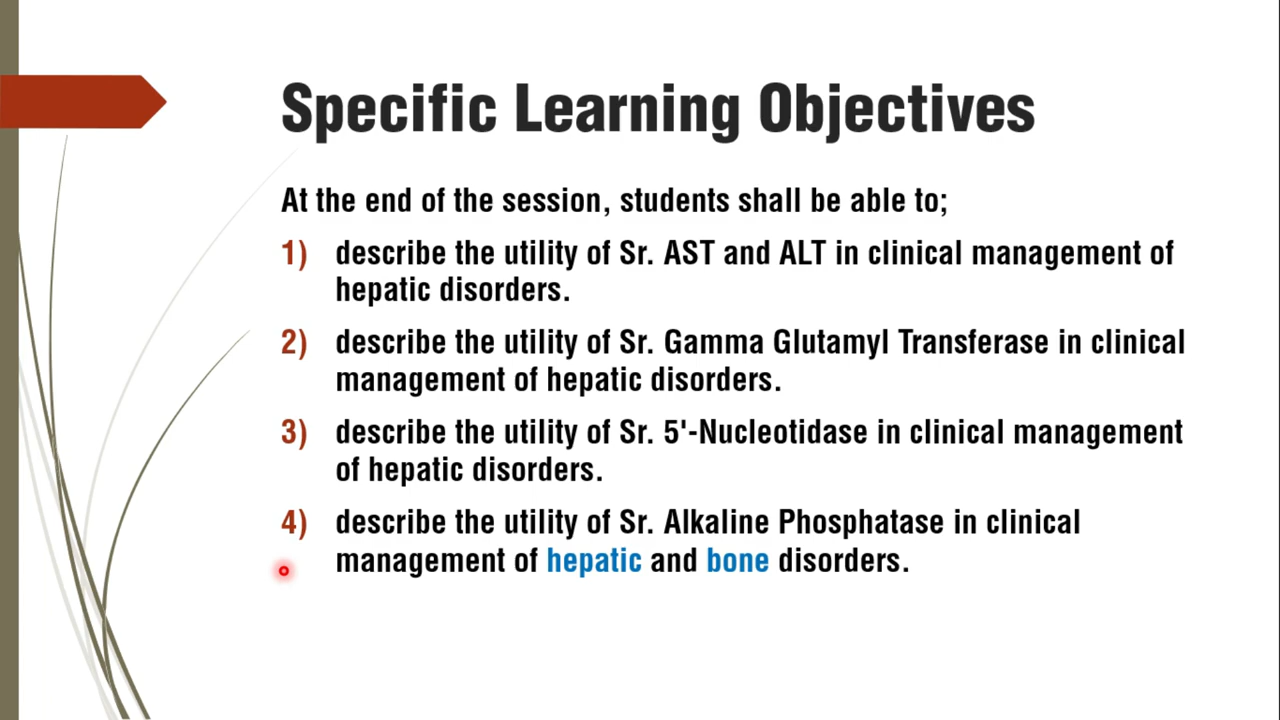 Specific Learning Objectives
At the end of the session, students shall be able to;
1) describe the utility of Sr. AST and ALT in clinical management of
hepatic disorders.
2) describe the utility of Sr. Gamma Glutamyl Transferase in clinical
management of hepatic disorders.
3) describe the utility of Sr. 5'-Nucleotidase in clinical management
of hepatic disorders.
4) describe the utility of Sr. Alkaline Phosphatase in clinical
management of hepatic and bone disorders.